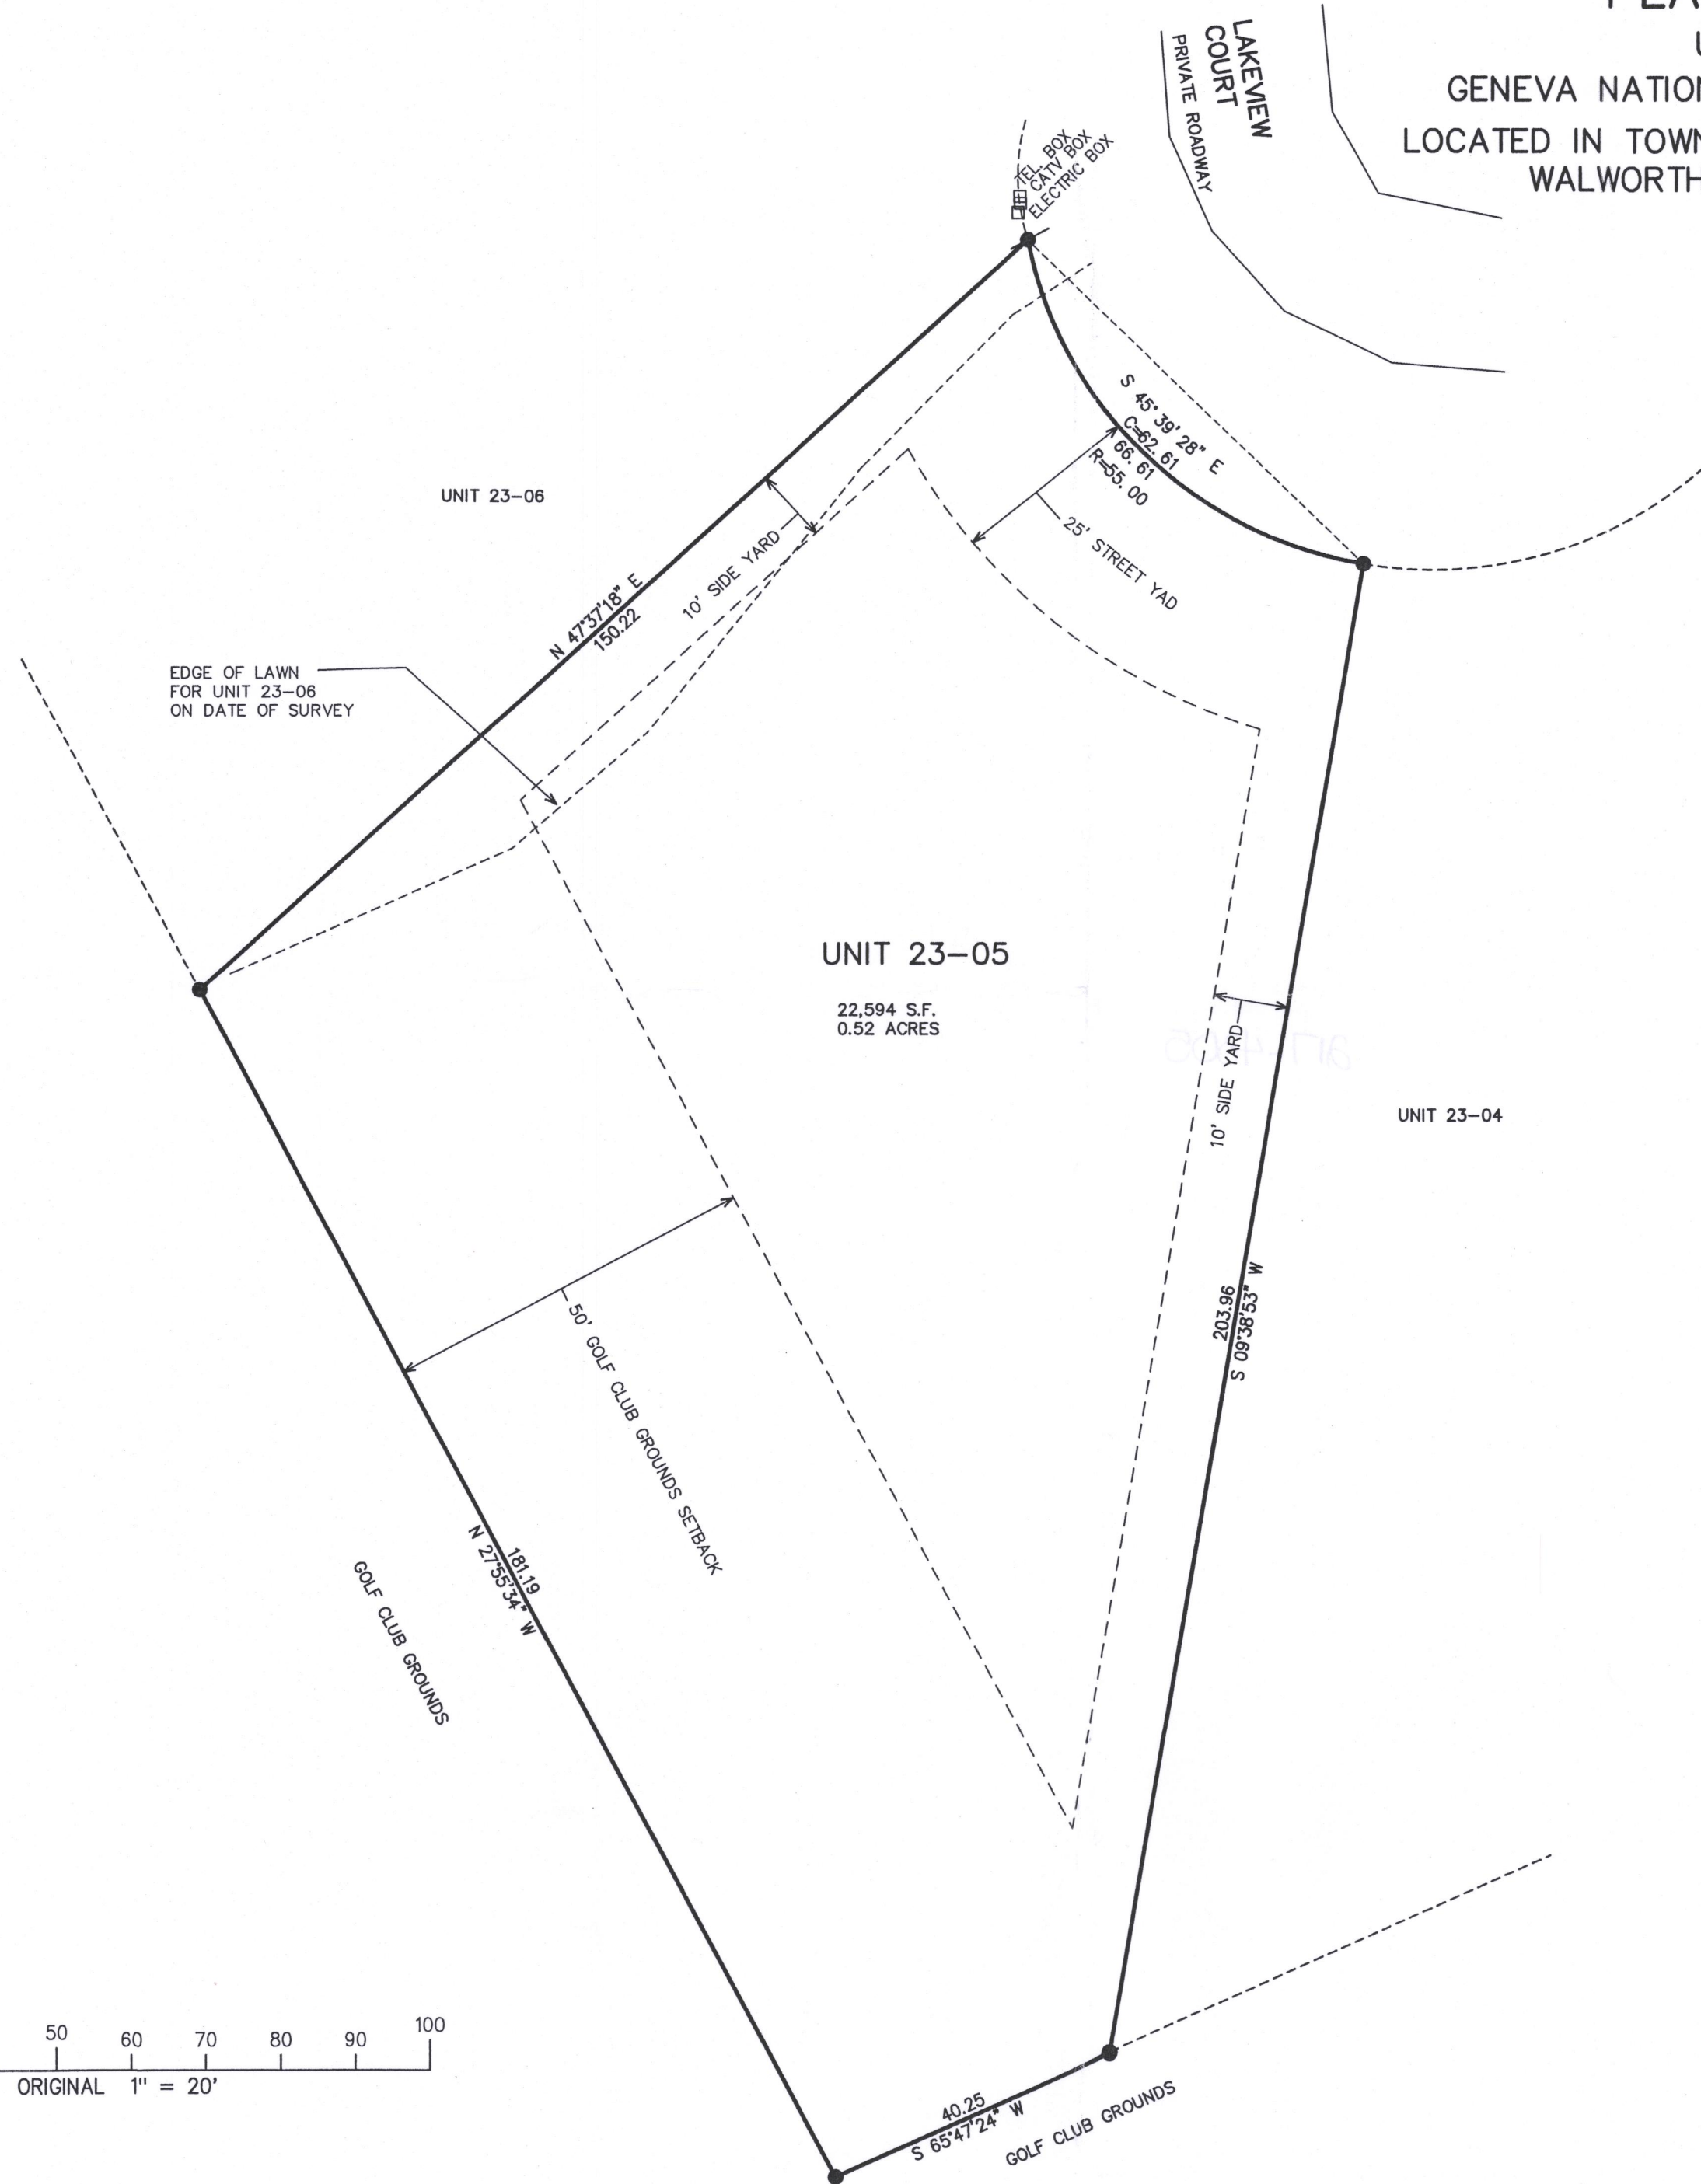 LAKEVIEW
COURT
PRIVATE ROADWAY
GENEVA
LOCATED IN
TEL. BOX
CATV BOX
ELECTRIC BOX
S 45°39'28" E
C=62.61
66.61
R=55.00
25' STREET YAD
UNIT 23-06
10' SIDE YARD
N 47°37'18" E
150.22
EDGE OF LAWN
FOR UNIT 23-06
ON DATE OF SURVEY
UNIT 23-05
22,594 S.F.
0.52 ACRES
10' SIDE YARD
UNIT 23-04
203.96
S 09°38'53" W
50' GOLF CLUB GROUNDS SETBACK
181.19
N 27°55'34" W
GOLF CLUB GROUNDS
50 60 70 80 90 100
ORIGINAL 1" = 20'
40.25
S 65°47'24" W
GOLF CLUB GROUNDS